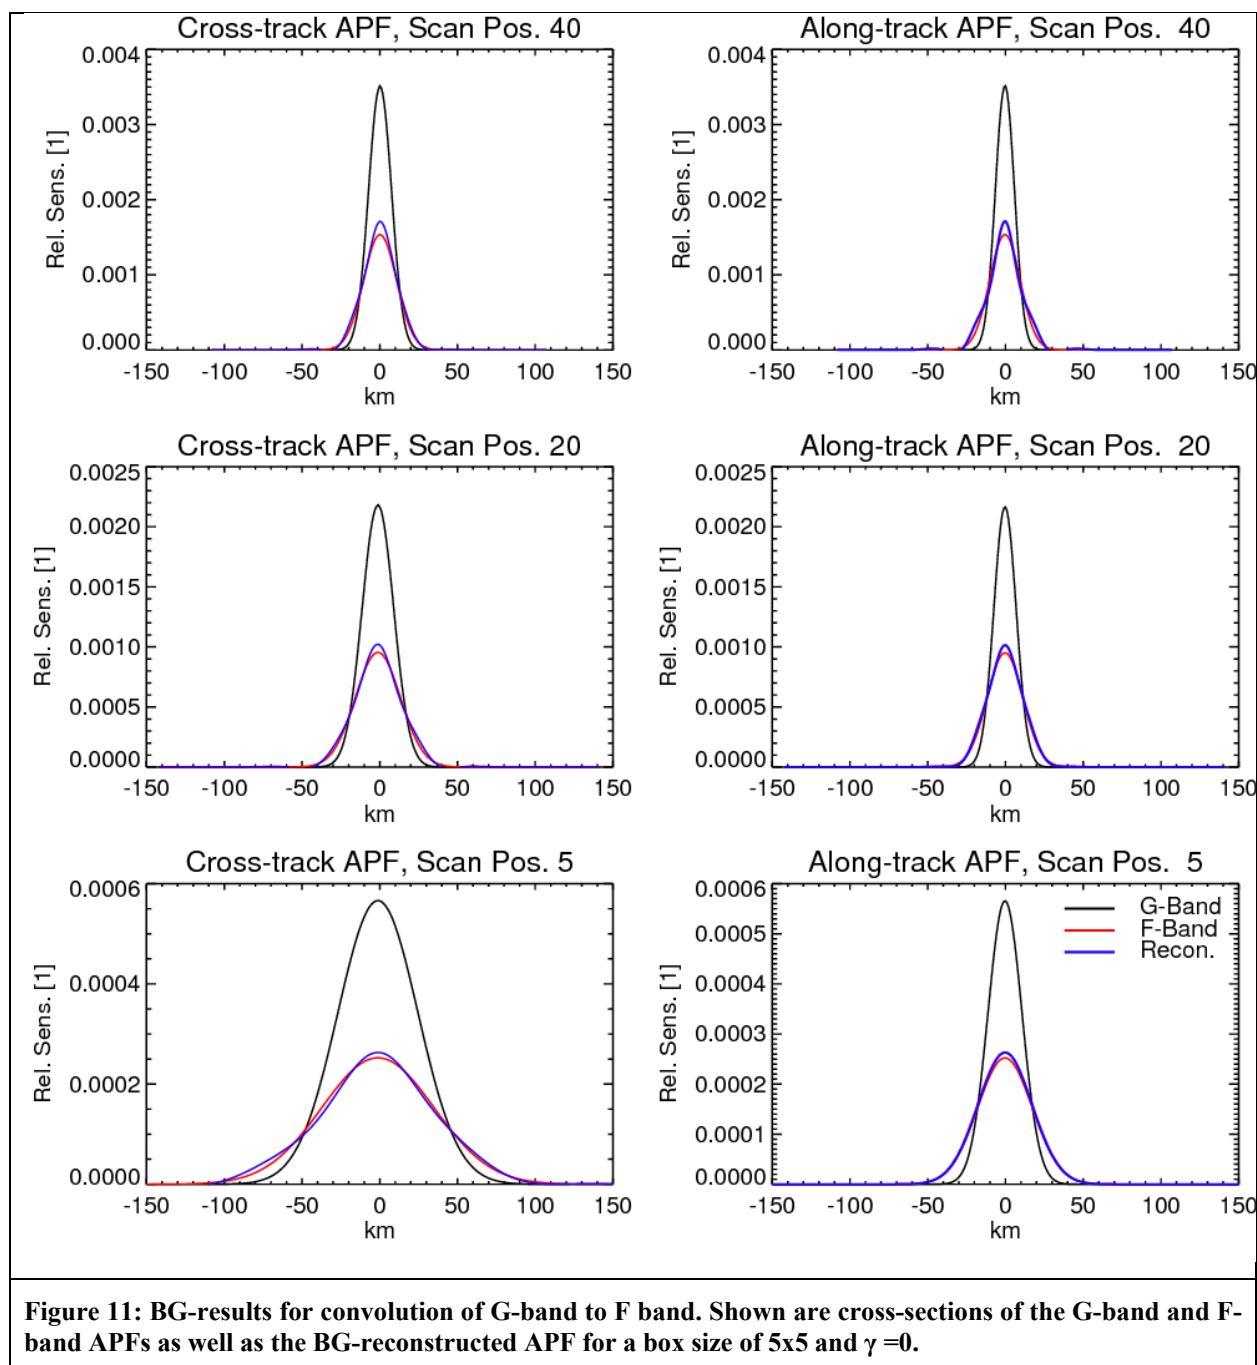 Cross-track APF, Scan Pos. 40
0.004
0.003
0.002
0.001
0.000
Rel. Sens. [1]
-150 -100 -50 0 50 100 150
km
Along-track APF, Scan Pos. 40
0.004
0.003
0.002
0.001
0.000
Rel. Sens. [1]
-150 -100 -50 0 50 100 150
km
Cross-track APF, Scan Pos. 20
0.0025
0.0020
0.0015
0.0010
0.0005
0.0000
Rel. Sens. [1]
-150 -100 -50 0 50 100 150
km
Along-track APF, Scan Pos. 20
0.0025
0.0020
0.0015
0.0010
0.0005
0.0000
Rel. Sens. [1]
-150 -100 -50 0 50 100 150
km
Cross-track APF, Scan Pos. 5
0.0006
0.0004
0.0002
0.0000
Rel. Sens. [1]
-150 -100 -50 0 50 100 150
km
Along-track APF, Scan Pos. 5
0.0006
0.0005
0.0004
0.0003
0.0002
0.0001
0.0000
Rel. Sens. [1]
G-Band
F-Band
Recon.
-150 -100 -50 0 50 100 150
km
Figure 11: BG-results for convolution of G-band to F band. Shown are cross-sections of the G-band and F-
band APFs as well as the BG-reconstructed APF for a box size of 5x5 and γ =0.